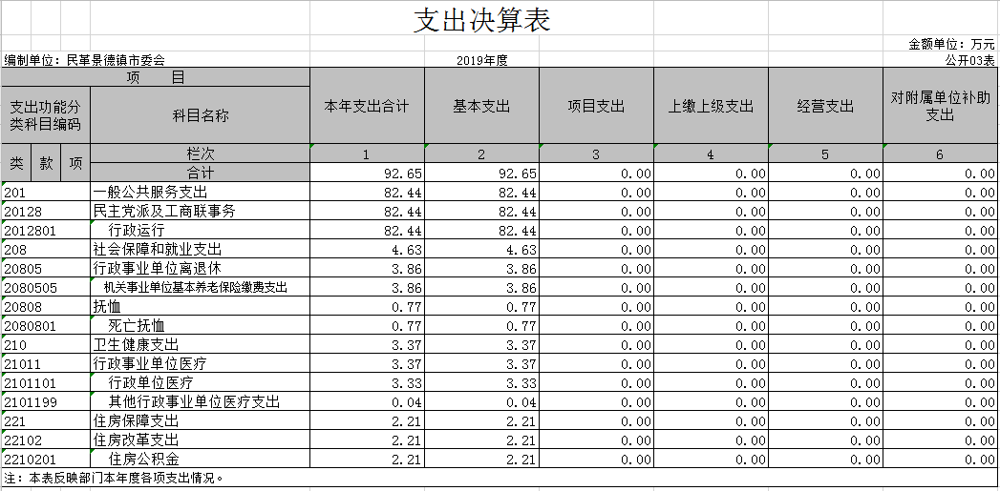 支出决算表
金额单位：万元
编制单位：民革景德镇市委会 2019年度 公开03表
项 目 本年支出合计 基本支出 项目支出 上缴上级支出 经营支出 对附属单位补助支出
支出功能分类科目编码 科目名称
类 款 项 栏次 1 2 3 4 5 6
合计 92.65 92.65 0.00 0.00 0.00 0.00
201 一般公共服务支出 82.44 82.44 0.00 0.00 0.00 0.00
20128 民主党派及工商联事务 82.44 82.44 0.00 0.00 0.00 0.00
2012801 行政运行 82.44 82.44 0.00 0.00 0.00 0.00
208 社会保障和就业支出 4.63 4.63 0.00 0.00 0.00 0.00
20805 行政事业单位离退休 3.86 3.86 0.00 0.00 0.00 0.00
2080505 机关事业单位基本养老保险缴费支出 3.86 3.86 0.00 0.00 0.00 0.00
20808 抚恤 0.77 0.77 0.00 0.00 0.00 0.00
2080801 死亡抚恤 0.77 0.77 0.00 0.00 0.00 0.00
210 卫生健康支出 3.37 3.37 0.00 0.00 0.00 0.00
21011 行政事业单位医疗 3.37 3.37 0.00 0.00 0.00 0.00
2101101 行政单位医疗 3.33 3.33 0.00 0.00 0.00 0.00
2101199 其他行政事业单位医疗支出 0.04 0.04 0.00 0.00 0.00 0.00
221 住房保障支出 2.21 2.21 0.00 0.00 0.00 0.00
22102 住房改革支出 2.21 2.21 0.00 0.00 0.00 0.00
2210201 住房公积金 2.21 2.21 0.00 0.00 0.00 0.00
注：本表反映部门本年度各项支出情况。